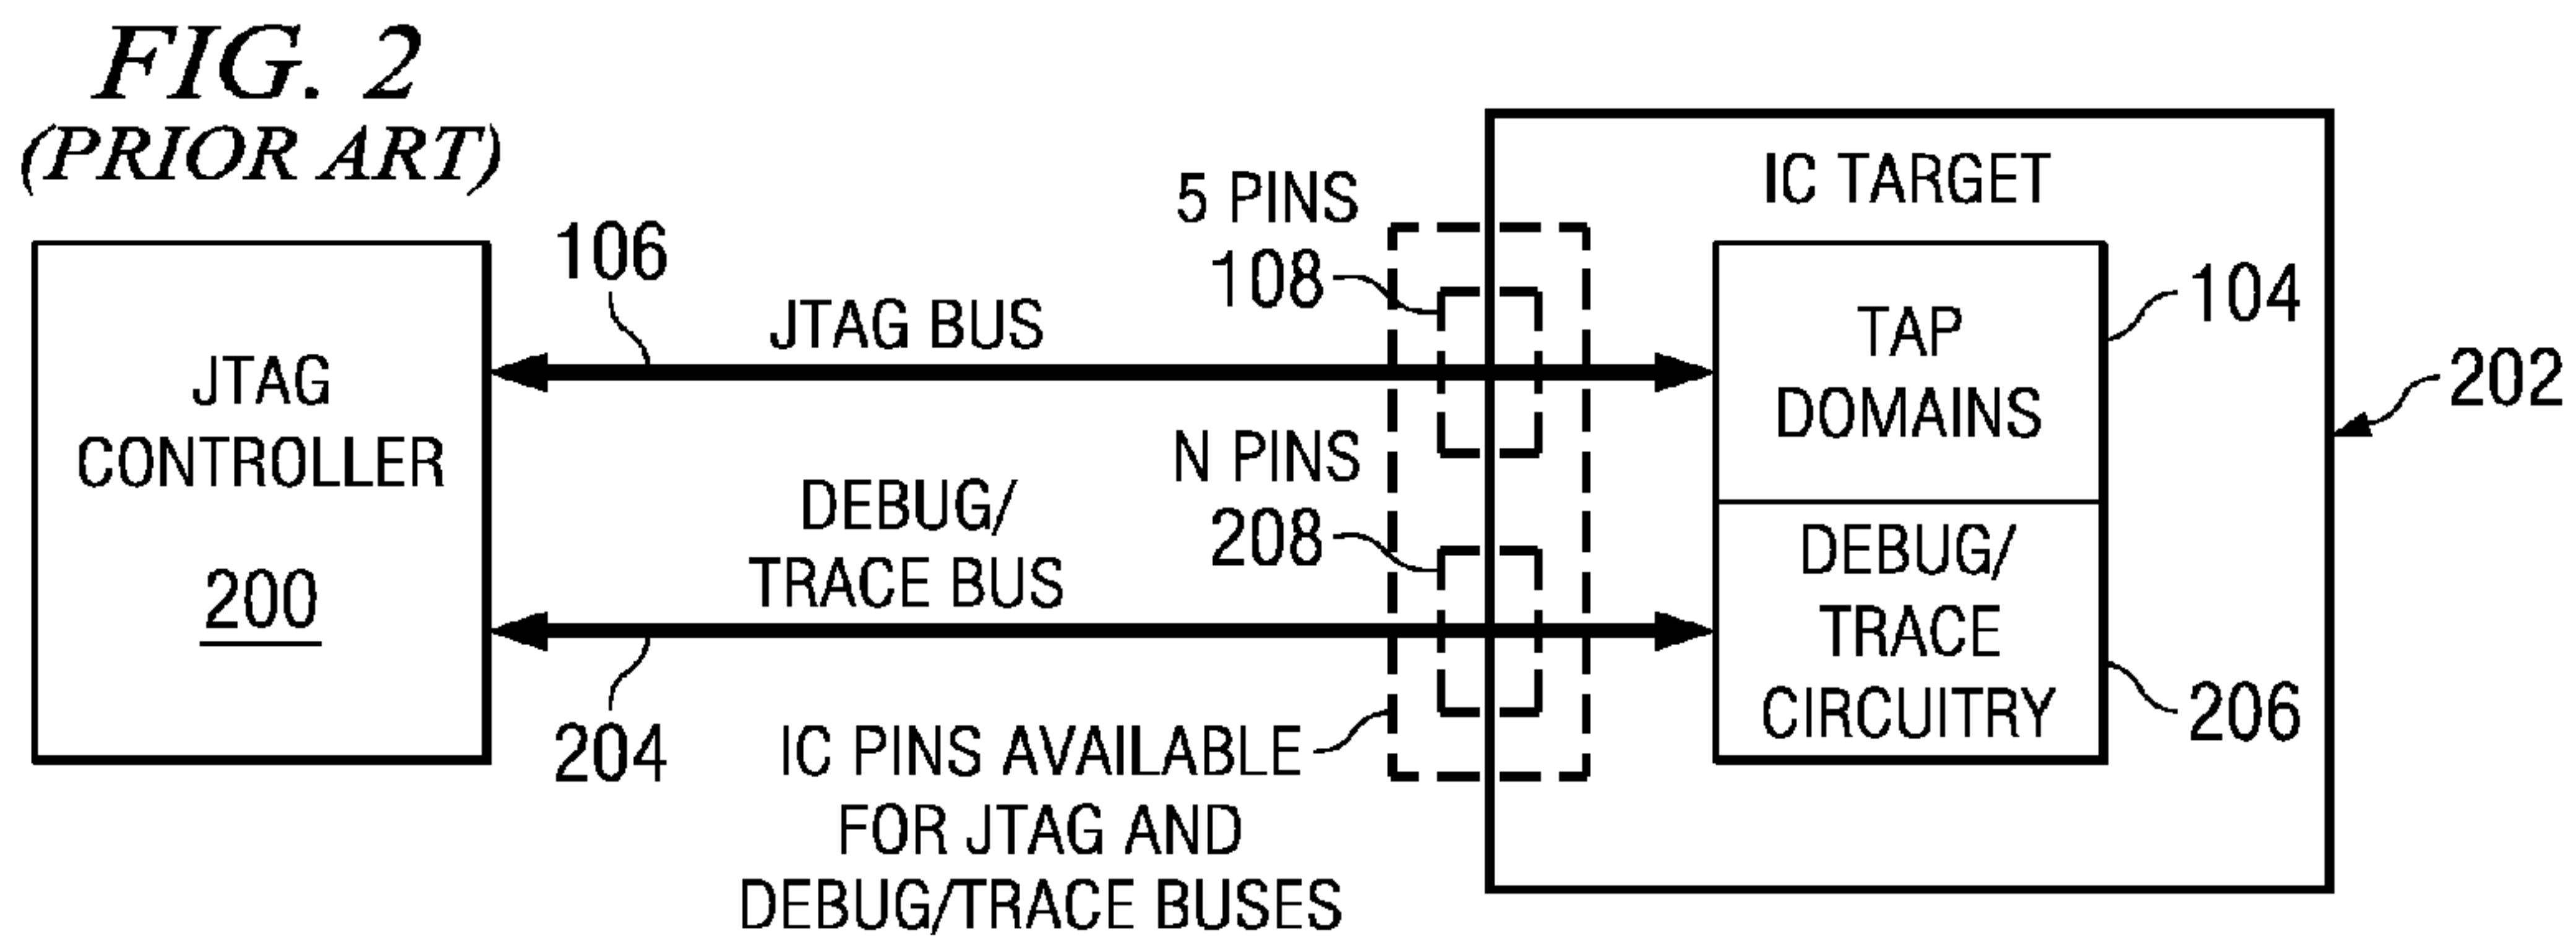 FIG. 2
(PRIOR ART)
JTAG
CONTROLLER
200
106
JTAG BUS
DEBUG/
TRACE BUS
204
5 PINS
108
N PINS
208
IC PINS AVAILABLE
FOR JTAG AND
DEBUG/TRACE BUSES
IC TARGET
TAP
DOMAINS
104
DEBUG/
TRACE
CIRCUITRY
206
202